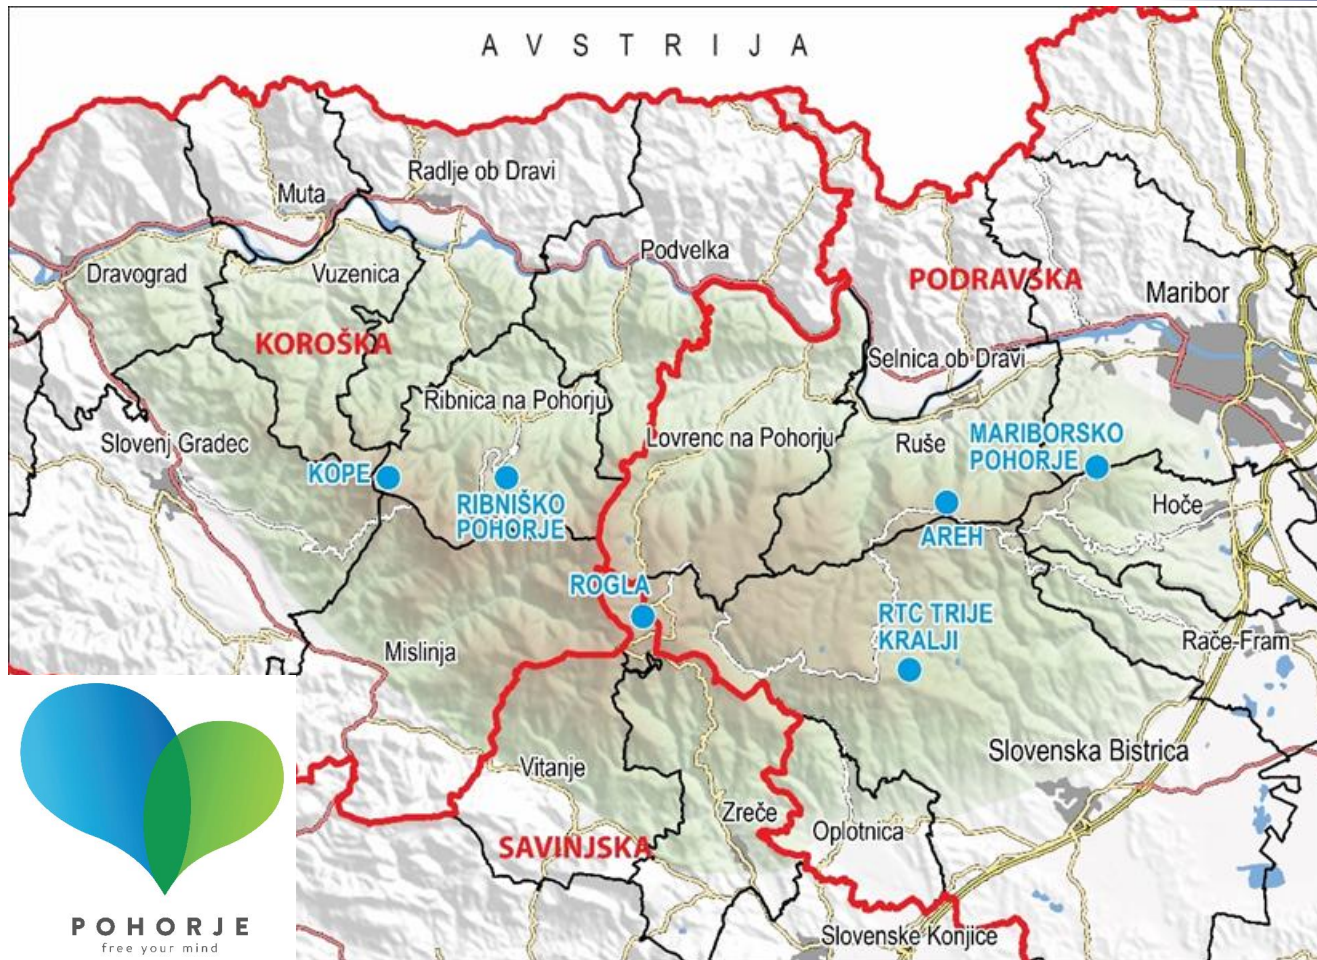 AVSTRIJA
Radlje ob Dravi
Muta
Podvelka
Dravograd
Vuzenica
PODRAVSKA
Maribor
KOROŠKA
Selnica ob Dravi
Ribnica na Pohorju
Slovenj Gradec
Lovrenc na Pohorju
Ruše
MARIBORSKO
POHORJE
KOPE
RIBNIŠKO
POHORJE
Hoče
AREH
ROGLA
RTC TRIJE
KRALJI
Mislinja
Rače-Fram
Slovenska Bistrica
Vitanje
Zreče
Oplotnica
SAVINJSKA
Slovenske Konjice
POHORJE
free your mind